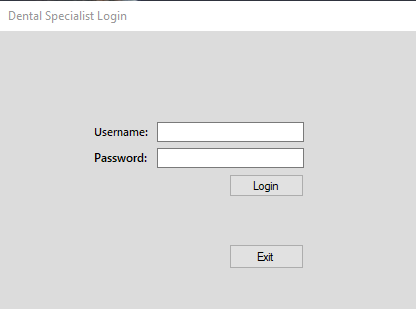 Dental Specialist Login
Username:
Password:
Login
Exit